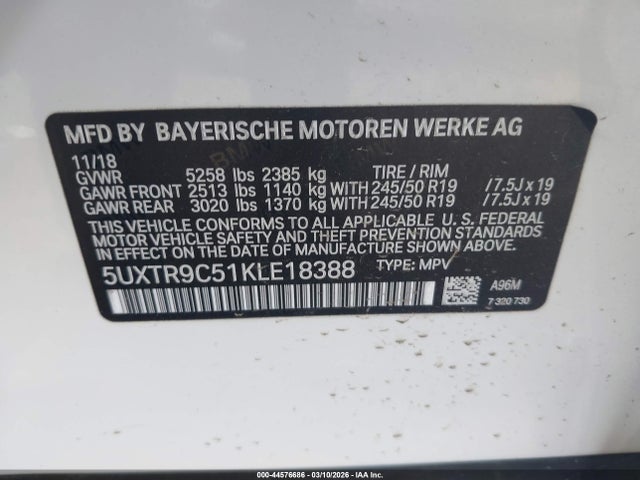 MFD BY BAYERISCHE MOTOREN WERKE AG
11/18
GVWR 5258 lbs 2385 kg TIRE / RIM
GAWR FRONT 2513 lbs 1140 kg WITH 245/50 R19 /7.5J x 19
GAWR REAR 3020 lbs 1370 kg WITH 245/50 R19 /7.5J x 19
THIS VEHICLE CONFORMS TO ALL APPLICABLE U. S. FEDERAL
MOTOR VEHICLE SAFETY AND THEFT PREVENTION STANDARDS
IN EFFECT ON THE DATE OF MANUFACTURE SHOWN ABOVE.
5UXTR9C51KLE18388 TYPE: MPV
A96M
7 320 730
000-44576686 - 03/10/2026 - IAA Inc.